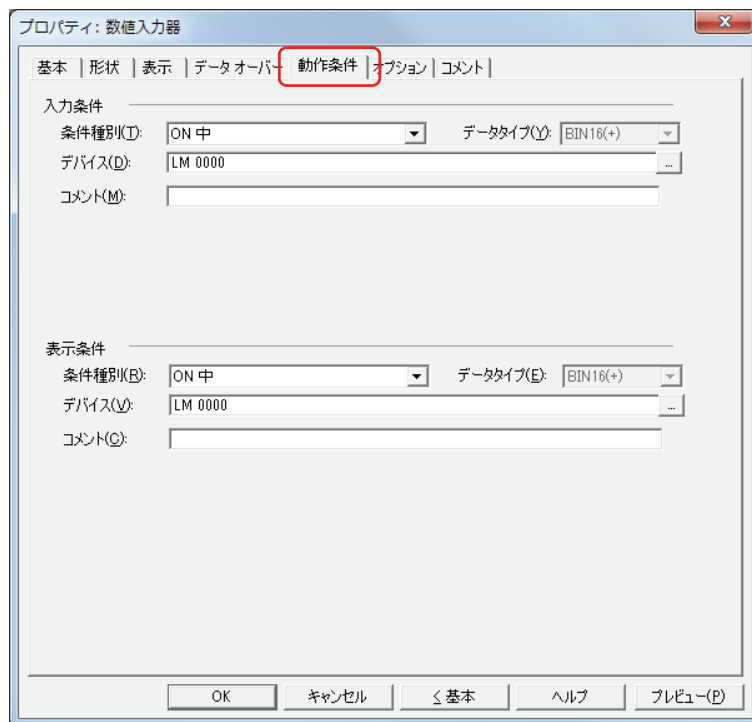 プロパティ: 数値入力器
基本 形状 表示 データ オーバー 動作条件 オプション コメント
入力条件
条件種別(T): ON 中 データタイプ(Y): BIN16(+)
デバイス(D): LM 0000 ...
コメント(M):
表示条件
条件種別(R): ON 中 データタイプ(E): BIN16(+)
デバイス(V): LM 0000 ...
コメント(C):
OK キャンセル < 基本 ヘルプ プレビュー(P)